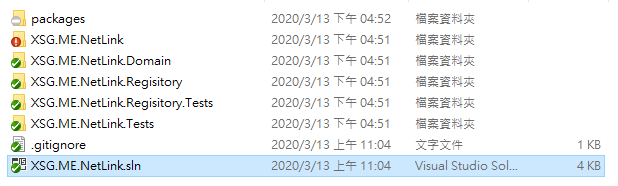 packages 2020/3/13 下午 04:52 檔案資料夾
XSG.ME.NetLink 2020/3/13 下午 04:51 檔案資料夾
XSG.ME.NetLink.Domain 2020/3/13 下午 04:51 檔案資料夾
XSG.ME.NetLink.Regisitory 2020/3/13 下午 04:51 檔案資料夾
XSG.ME.NetLink.Regisitory.Tests 2020/3/13 下午 04:51 檔案資料夾
XSG.ME.NetLink.Tests 2020/3/13 下午 04:51 檔案資料夾
.gitignore 2020/3/13 上午 11:04 文字文件 1 KB
XSG.ME.NetLink.sln 2020/3/13 上午 11:04 Visual Studio Sol... 4 KB